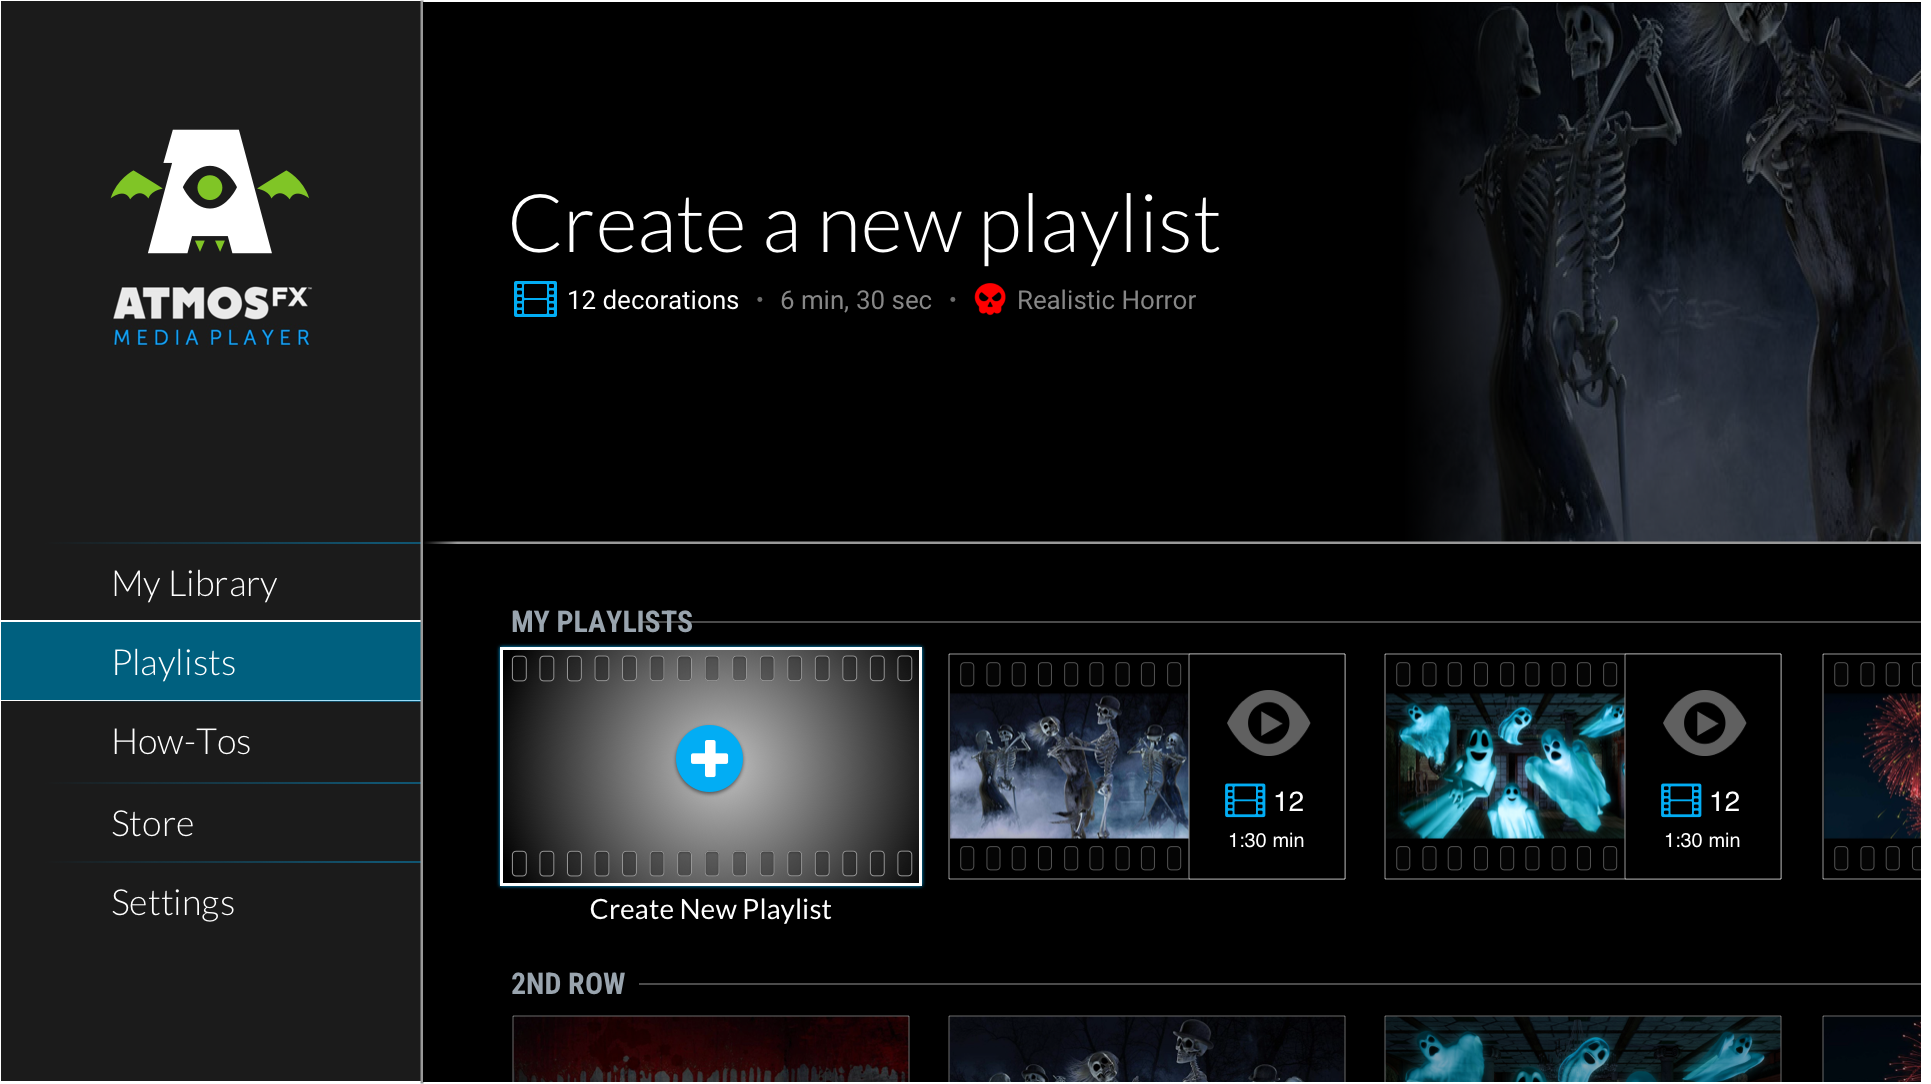 ATMOSFX™
MEDIA PLAYER
My Library
Playlists
How-Tos
Store
Settings
Create a new playlist
12 decorations • 6 min, 30 sec • Realistic Horror
MY PLAYLISTS
12
1:30 min
12
1:30 min
Create New Playlist
2ND ROW